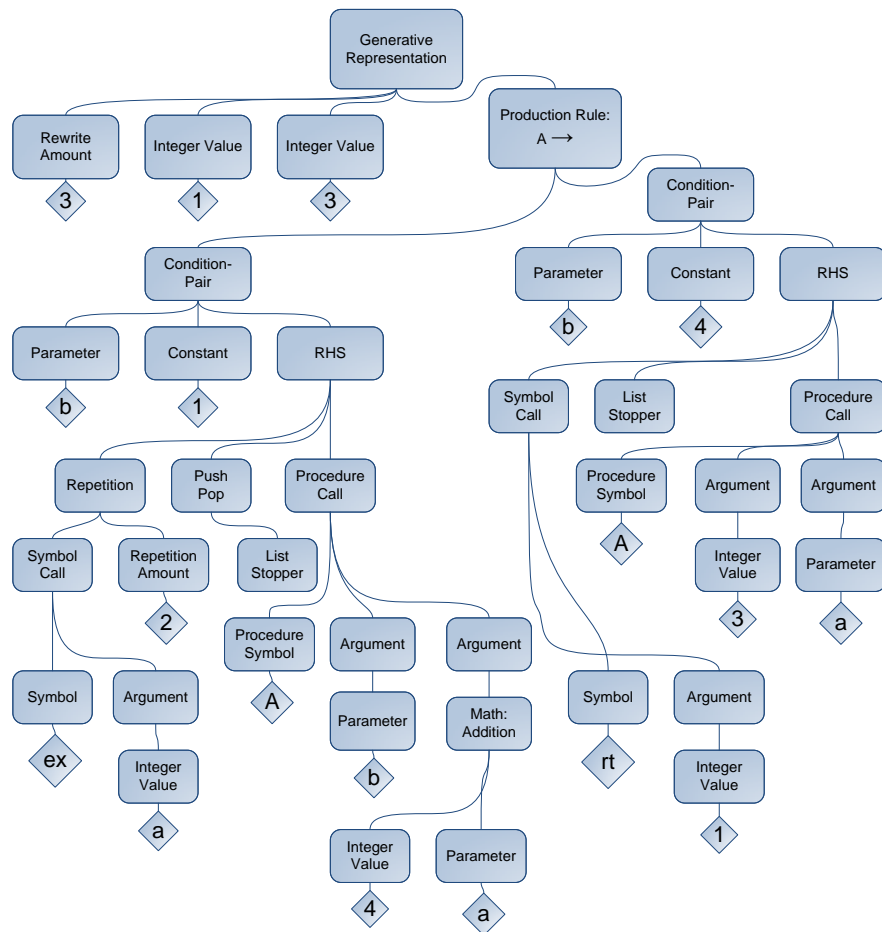 Generative
Representation
Rewrite
Amount
Integer Value
Integer Value
Production Rule:
A →
3
1
3
Condition-
Pair
Condition-
Pair
Parameter
Constant
RHS
b
4
Parameter
Constant
RHS
b
1
Symbol
Call
List
Stopper
Procedure
Call
Repetition
Push
Pop
Procedure
Call
Procedure
Symbol
Argument
Argument
A
Symbol
Call
Repetition
Amount
List
Stopper
Integer
Value
Parameter
2
3
a
Procedure
Symbol
Argument
Argument
A
Symbol
Argument
Parameter
Math:
Addition
Symbol
Argument
ex
Integer
Value
b
rt
Integer
Value
a
1
Integer
Value
Parameter
4
a